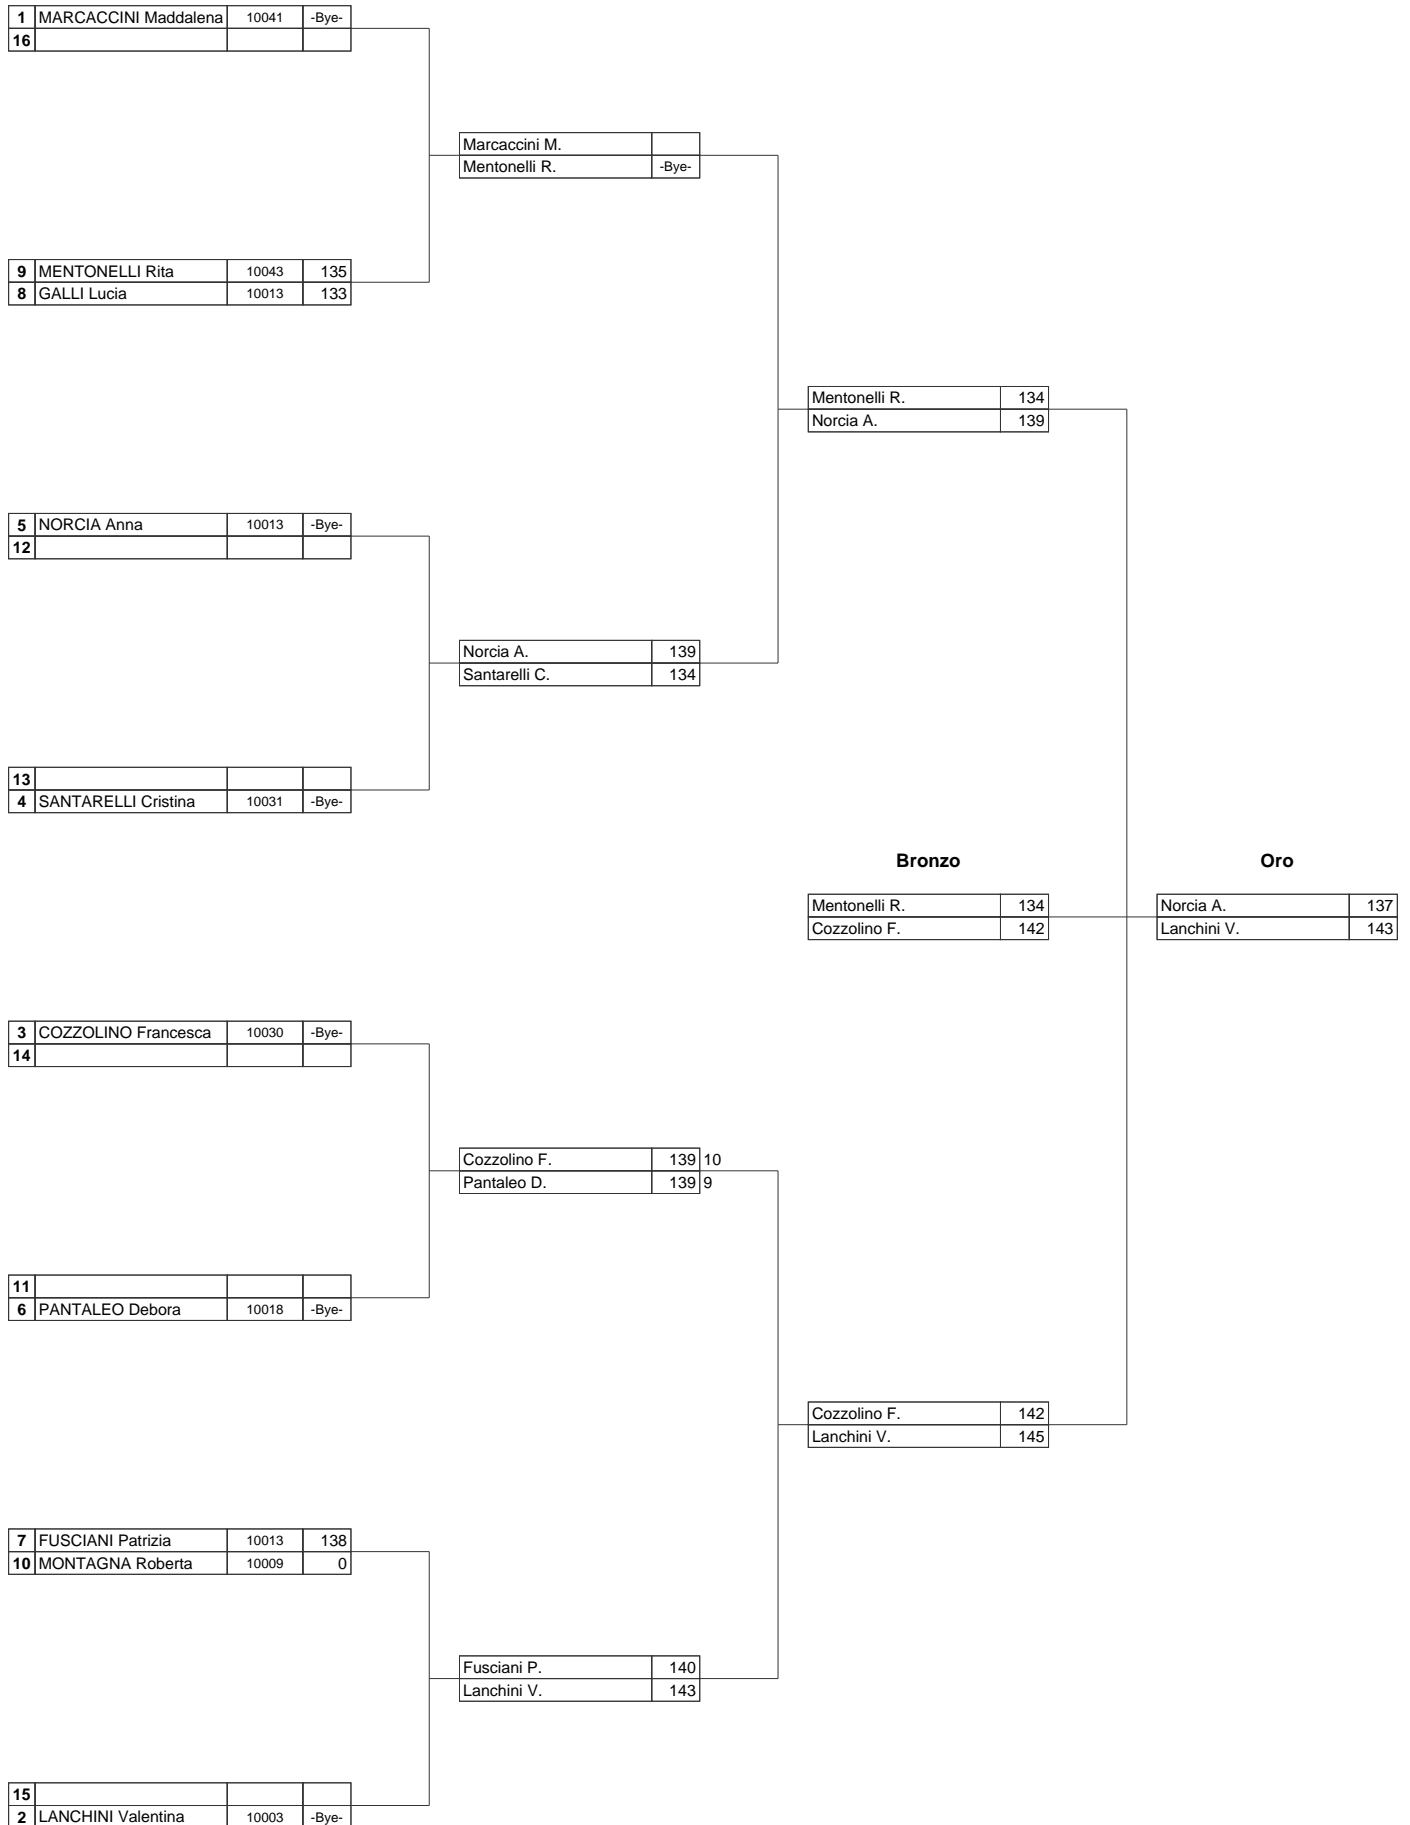 1 MARCACCINI Maddalena 10041 -Bye-
16
Marcaccini M.
Mentonelli R. -Bye-
9 MENTONELLI Rita 10043 135
8 GALLI Lucia 10013 133
Mentonelli R. 134
Norcia A. 139
5 NORCIA Anna 10013 -Bye-
12
Norcia A. 139
Santarelli C. 134
13
4 SANTARELLI Cristina 10031 -Bye-
Bronzo Oro
Mentonelli R. 134 Norcia A. 137
Cozzolino F. 142 Lanchini V. 143
3 COZZOLINO Francesca 10030 -Bye-
14
Cozzolino F. 139 10
Pantaleo D. 139 9
11
6 PANTALEO Debora 10018 -Bye-
Cozzolino F. 142
Lanchini V. 145
7 FUSCIANI Patrizia 10013 138
10 MONTAGNA Roberta 10009 0
Fusciani P. 140
Lanchini V. 143
15
2 LANCHINI Valentina 10003 -Bye-